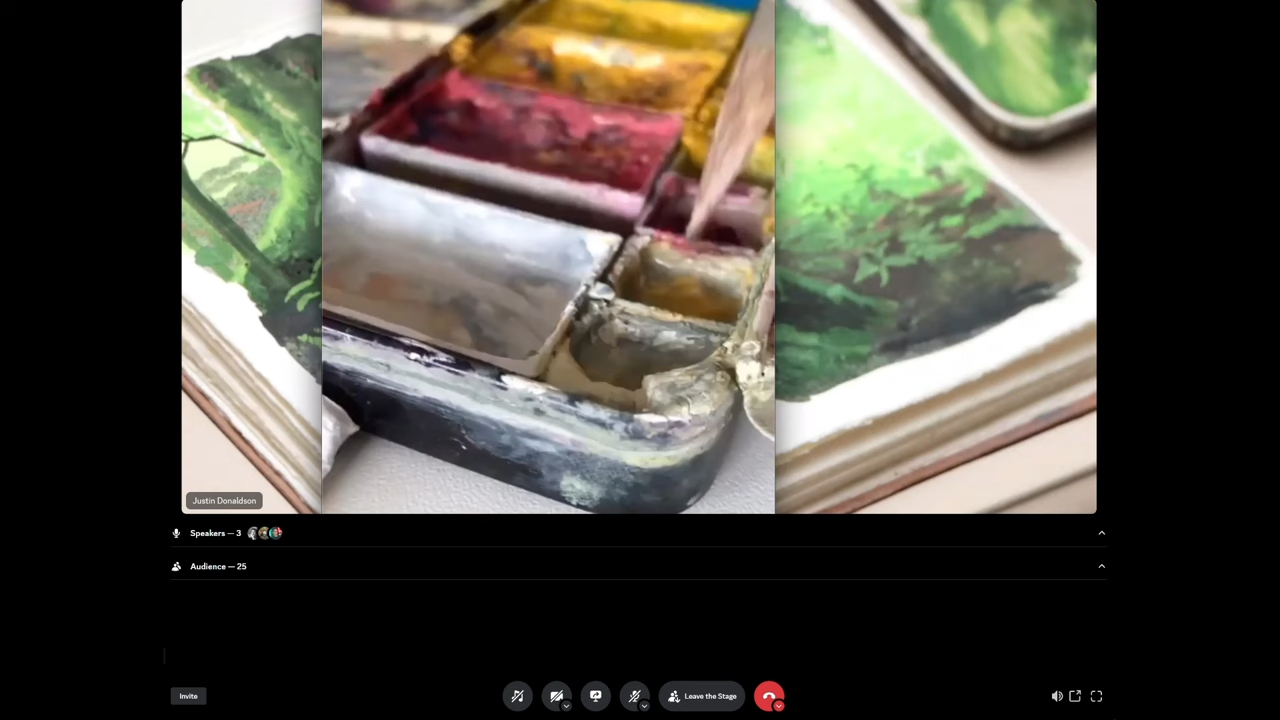 Justin Donaldson
Speakers — 3
Audience — 25
Invite
Leave the Stage